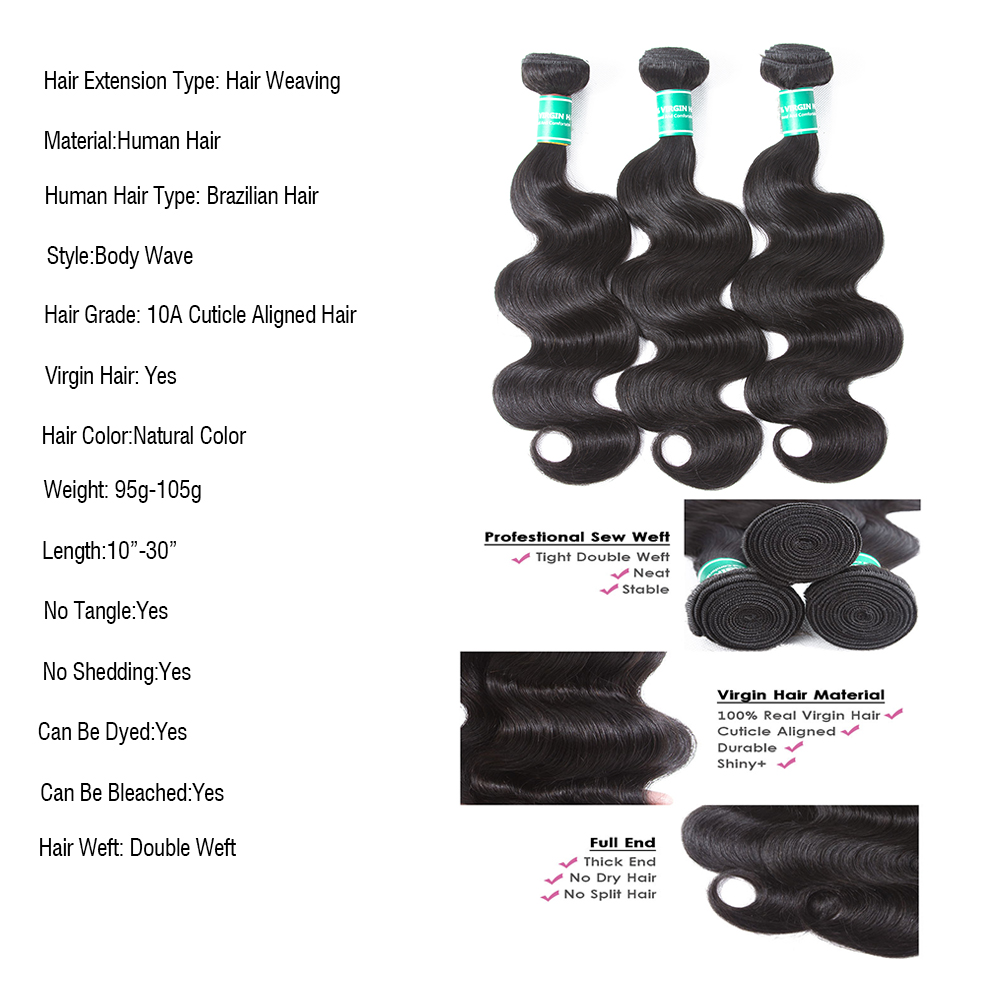 Hair Extension Type: Hair Weaving
Material:Human Hair
Human Hair Type: Brazilian Hair
Style:Body Wave
Hair Grade: 10A Cuticle Aligned Hair
Virgin Hair: Yes
Hair Color:Natural Color
Weight: 95g-105g
Length:10”-30”
No Tangle:Yes
No Shedding:Yes
Can Be Dyed:Yes
Can Be Bleached:Yes
Hair Weft: Double Weft
VIRGIN
VIRGIN
VIRGIN
Profestional Sew Weft
Tight Double Weft
Neat
Stable
Virgin Hair Material
100% Real Virgin Hair
Cuticle Aligned
Durable
Shiny+
Full End
Thick End
No Dry Hair
No Split Hair